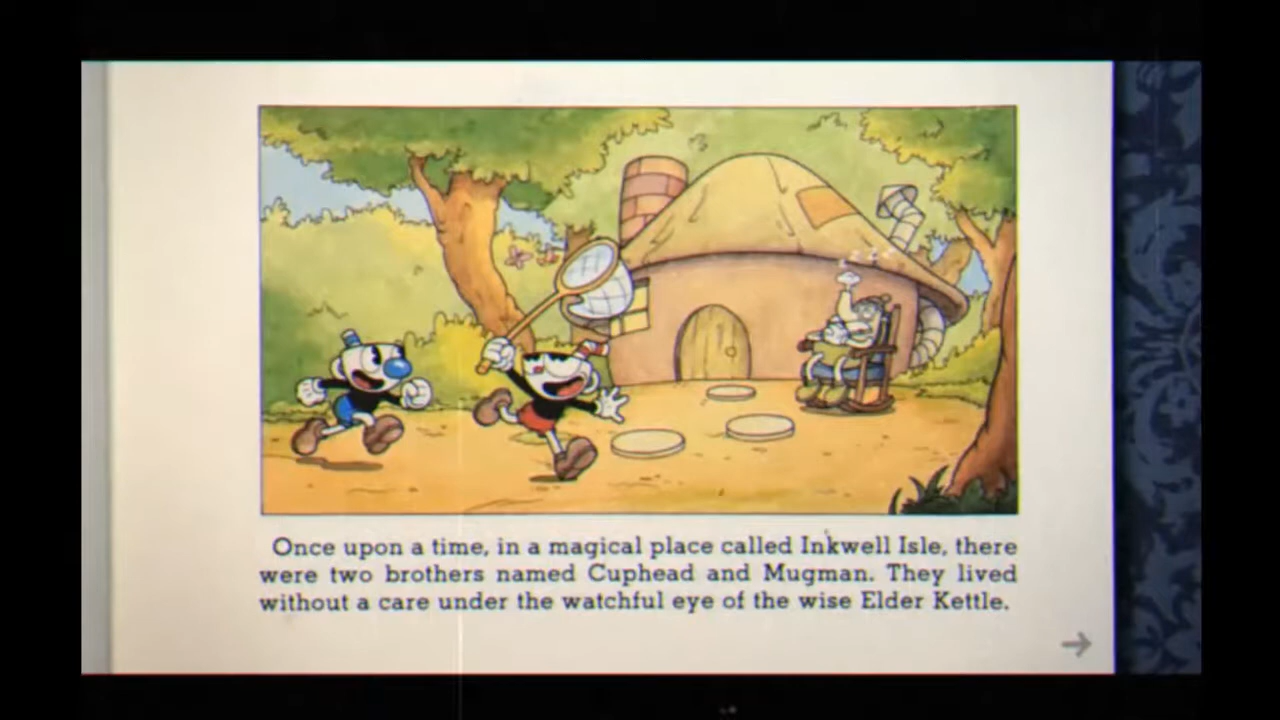 Once upon a time, in a magical place called Inkwell Isle, there
were two brothers named Cuphead and Mugman. They lived
without a care under the watchful eye of the wise Elder Kettle.